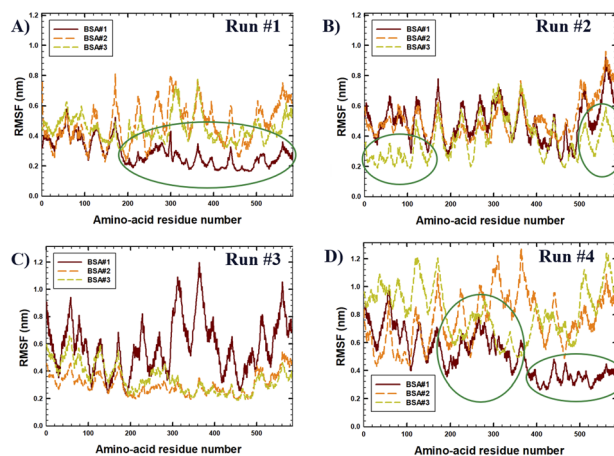 A) Run #1
BSA#1
BSA#2
BSA#3
RMSF (nm)
1.2
1.0
0.8
0.6
0.4
0.2
0.0
0 100 200 300 400 500
Amino-acid residue number
B) Run #2
BSA#1
BSA#2
BSA#3
RMSF (nm)
1.2
1.0
0.8
0.6
0.4
0.2
0.0
0 100 200 300 400 500
Amino-acid residue number
C) Run #3
BSA#1
BSA#2
BSA#3
RMSF (nm)
1.2
1.0
0.8
0.6
0.4
0.2
0.0
0 100 200 300 400 500
Amino-acid residue number
D) Run #4
RMSF (nm)
1.2
1.0
0.8
0.6
0.4
0.2
0.0
BSA#1
BSA#2
BSA#3
0 100 200 300 400 500
Amino-acid residue number